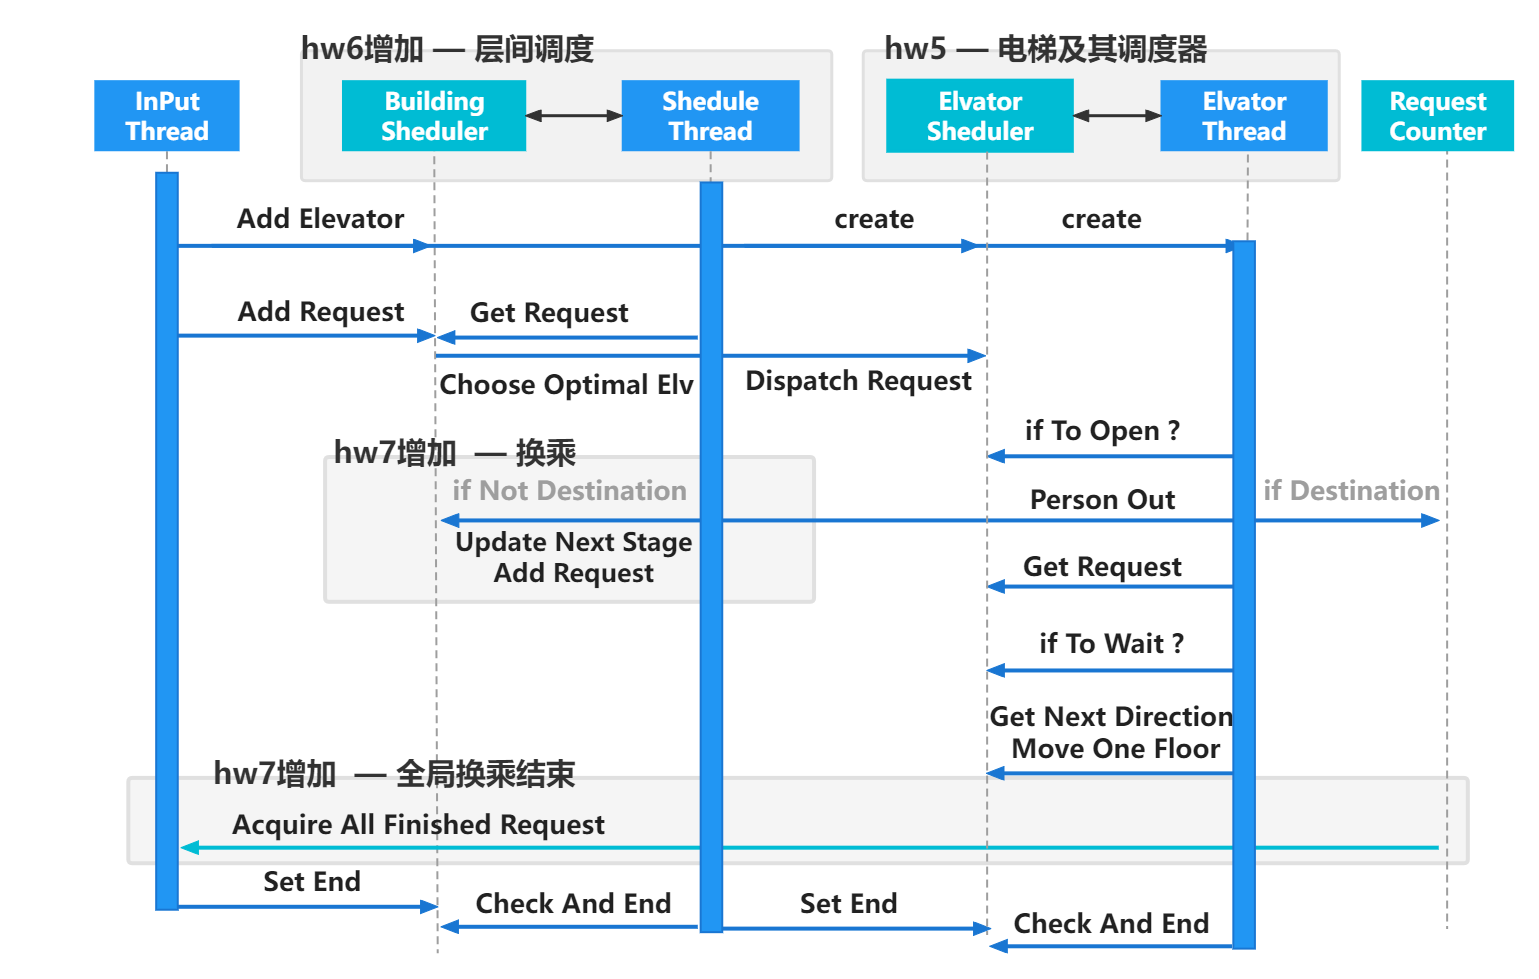 hw6增加 — 层间调度
hw5 — 电梯及其调度器
InPut
Thread
Building
Sheduler
Shedule
Thread
Elvator
Sheduler
Elvator
Thread
Request
Counter
Add Elevator
create
create
Add Request
Get Request
Choose Optimal Elv
Dispatch Request
if To Open ?
hw7增加 — 换乘
if Not Destination
Person Out
if Destination
Update Next Stage
Add Request
Get Request
if To Wait ?
Get Next Direction
Move One Floor
hw7增加 — 全局换乘结束
Acquire All Finished Request
Set End
Check And End
Set End
Check And End